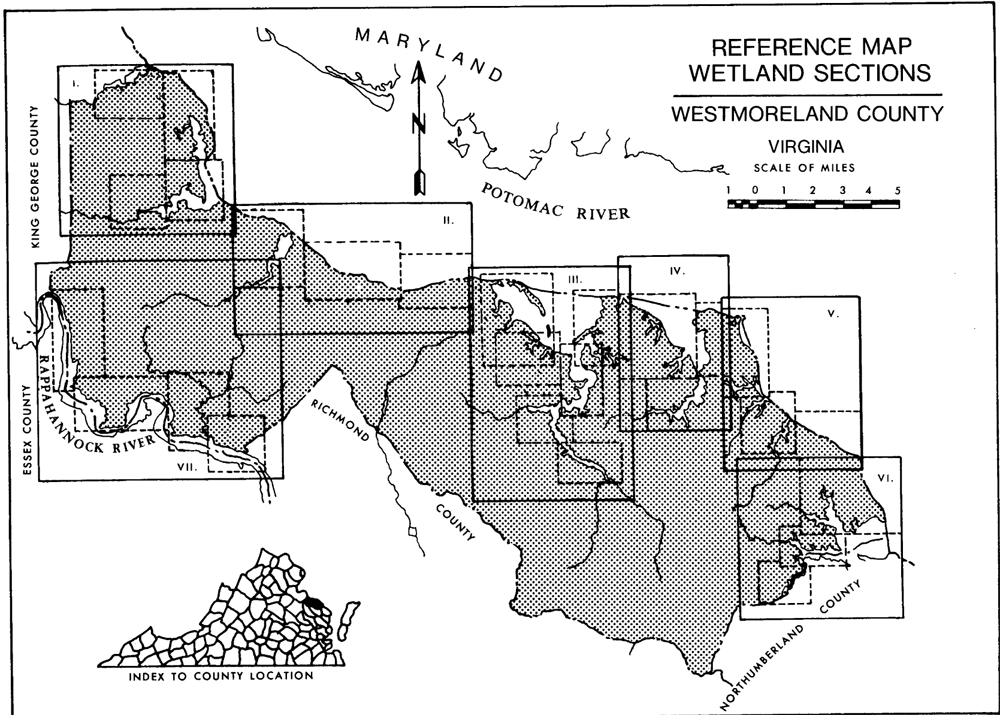 MARYLAND
REFERENCE MAP
WETLAND SECTIONS
WESTMORELAND COUNTY
VIRGINIA
SCALE OF MILES
1 0 1 2 3 4 5
N
POTOMAC RIVER
KING GEORGE COUNTY
I.
II.
III.
IV.
V.
VI.
VII.
ESSEX COUNTY
RAPPAHANNOCK RIVER
RICHMOND
COUNTY
NORTHUMBERLAND COUNTY
INDEX TO COUNTY LOCATION